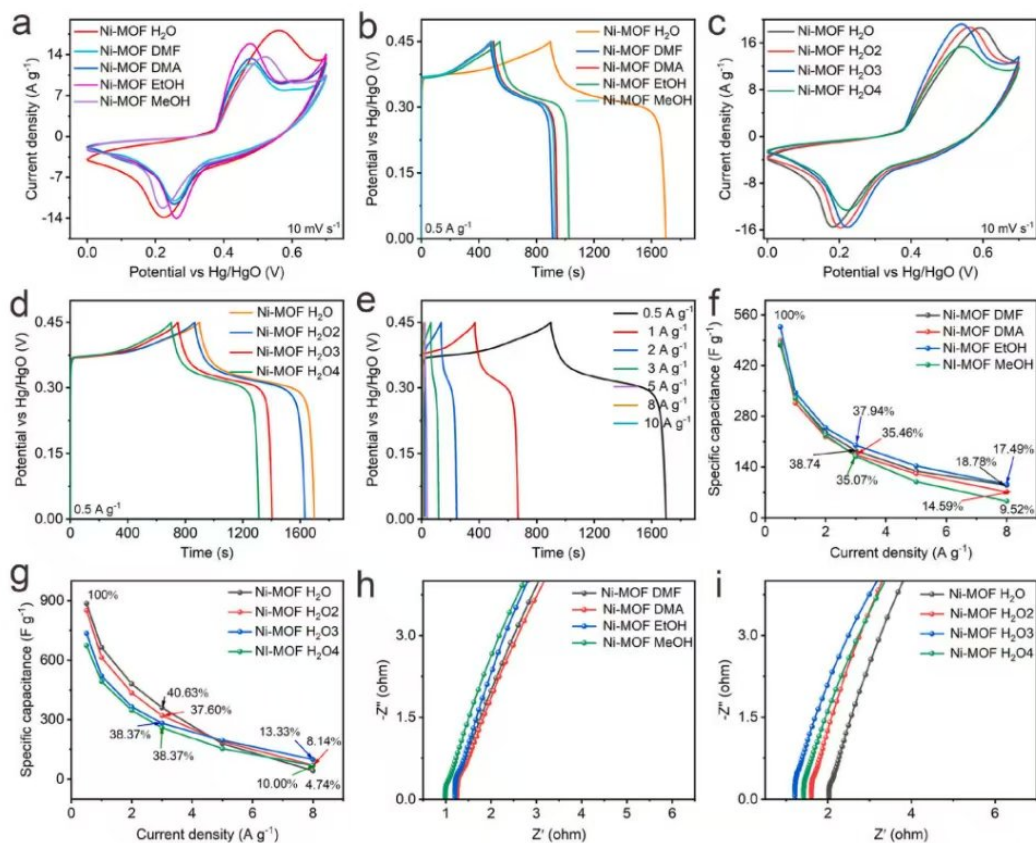 a
Ni-MOF H₂O
Ni-MOF DMF
Ni-MOF DMA
Ni-MOF EtOH
Ni-MOF MeOH
14
7
0
-7
-14
Current density (A g⁻¹)
10 mV s⁻¹
0.0 0.2 0.4 0.6
Potential vs Hg/HgO (V)
b
Ni-MOF H₂O
Ni-MOF DMF
Ni-MOF DMA
Ni-MOF EtOH
Ni-MOF MeOH
0.45
0.30
0.15
0.00
Potential vs Hg/HgO (V)
0.5 A g⁻¹
0 400 800 1200 1600
Time (s)
c
Ni-MOF H₂O
Ni-MOF H₂O2
Ni-MOF H₂O3
Ni-MOF H₂O4
16
8
0
-8
-16
Current density (A g⁻¹)
10 mV s⁻¹
0.0 0.2 0.4 0.6
Potential vs Hg/HgO (V)
d
Ni-MOF H₂O
Ni-MOF H₂O2
Ni-MOF H₂O3
Ni-MOF H₂O4
0.45
0.30
0.15
0.00
Potential vs Hg/HgO (V)
0.5 A g⁻¹
0 400 800 1200 1600
Time (s)
e
0.5 A g⁻¹
1 A g⁻¹
2 A g⁻¹
3 A g⁻¹
5 A g⁻¹
8 A g⁻¹
10 A g⁻¹
0.45
0.30
0.15
0.00
Potential vs Hg/HgO (V)
0 400 800 1200 1600
Time (s)
f
100%
Ni-MOF DMF
Ni-MOF DMA
Ni-MOF EtOH
NI-MOF MeOH
560
420
280
140
0
Specific capacitance (F g⁻¹)
37.94%
35.46%
38.74
35.07%
17.49%
18.78%
14.59%
9.52%
0 2 4 6 8
Current density (A g⁻¹)
g
100%
Ni-MOF H₂O
Ni-MOF H₂O2
Ni-MOF H₂O3
NI-MOF H₂O4
900
600
300
0
Specific capacitance (F g⁻¹)
40.63%
37.60%
38.37%
38.37%
13.33%
8.14%
10.00%
4.74%
0 2 4 6 8
Current density (A g⁻¹)
h
Ni-MOF DMF
Ni-MOF DMA
Ni-MOF EtOH
Ni-MOF MeOH
3.0
1.5
0.0
-Z" (ohm)
1 2 3 4 5
Z' (ohm)
i
Ni-MOF H₂O
Ni-MOF H₂O2
Ni-MOF H₂O3
Ni-MOF H₂O4
3.0
1.5
0.0
-Z" (ohm)
2 4 6
Z' (ohm)